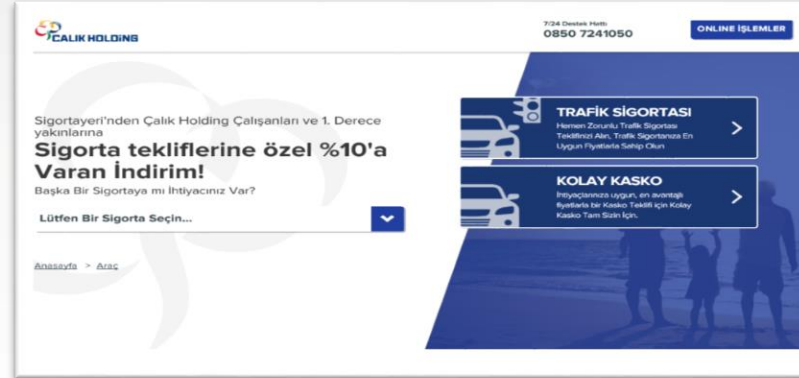 ÇALIK HOLDiNG
7/24 Destek Hattı
0850 7241050
ONLINE İŞLEMLER
Sigortayeri'nden Çalık Holding Çalışanları ve 1. Derece
yakınlarına
Sigorta tekliflerine özel %10'a
Varan İndirim!
Başka Bir Sigortaya mı İhtiyacınız Var?
Lütfen Bir Sigorta Seçin...
Anasayfa > Araç
TRAFİK SİGORTASI
Hemen Zorunlu Trafik Sigortası
Teklifinizi Alın, Trafik Sigortanıza En
Uygun Fiyatlarla Sahip Olun
KOLAY KASKO
İhtiyaçlarınıza uygun, en avantajlı
fiyatlarla bir Kasko Teklifi için Kolay
Kasko Tam Sizin İçin.